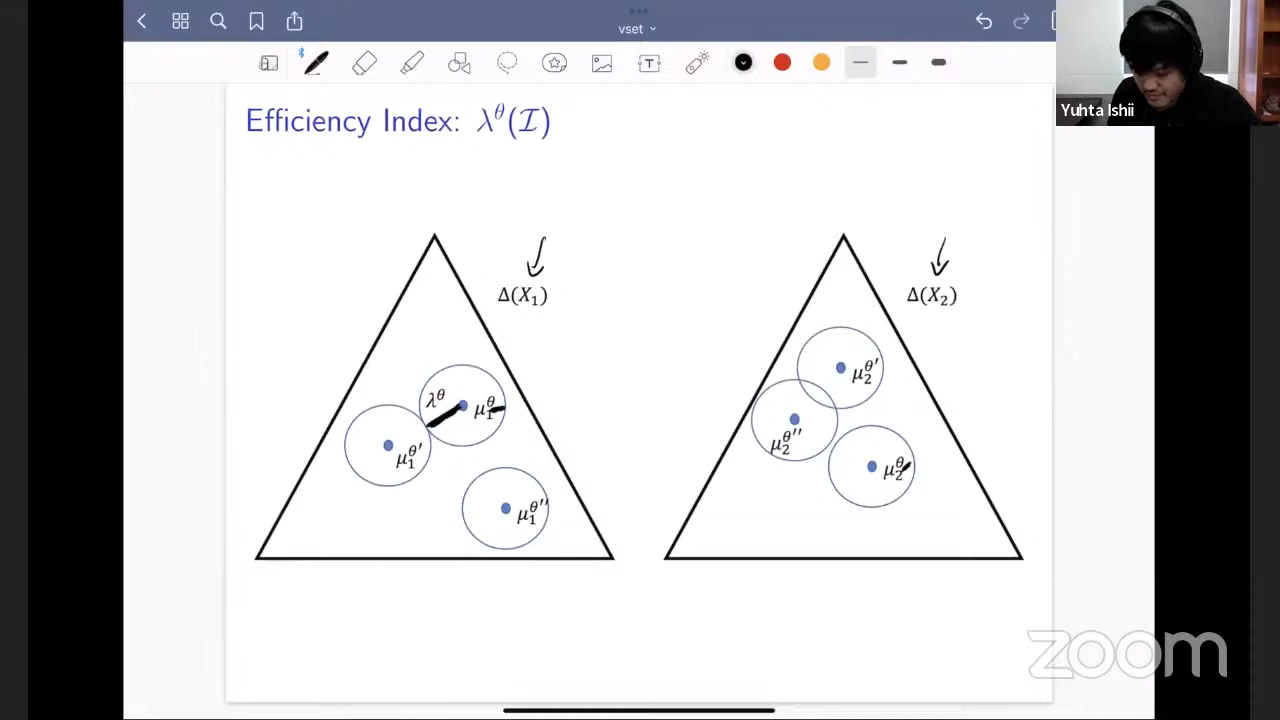 vset
Yuhta Ishii
Efficiency Index: λ^θ(𝓘)
Δ(X₁)
Δ(X₂)
μ₂^θ′
λ^θ
μ₁^θ
μ₂^θ″
μ₁^θ′
μ₂^θ
μ₁^θ″
zoom